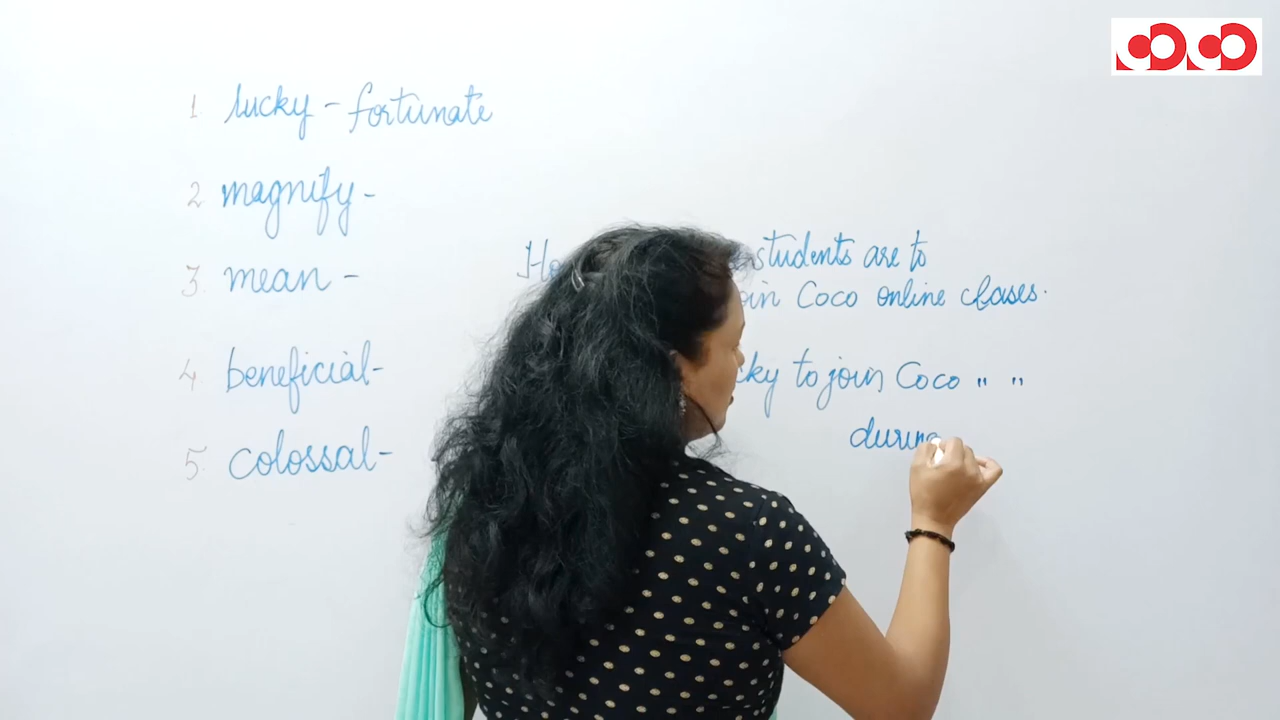 1 lucky - fortunate
2 magnify -
3. mean -
4 beneficial -
5. colossal -
students are to
Coco online classes.
to join Coco " "
during